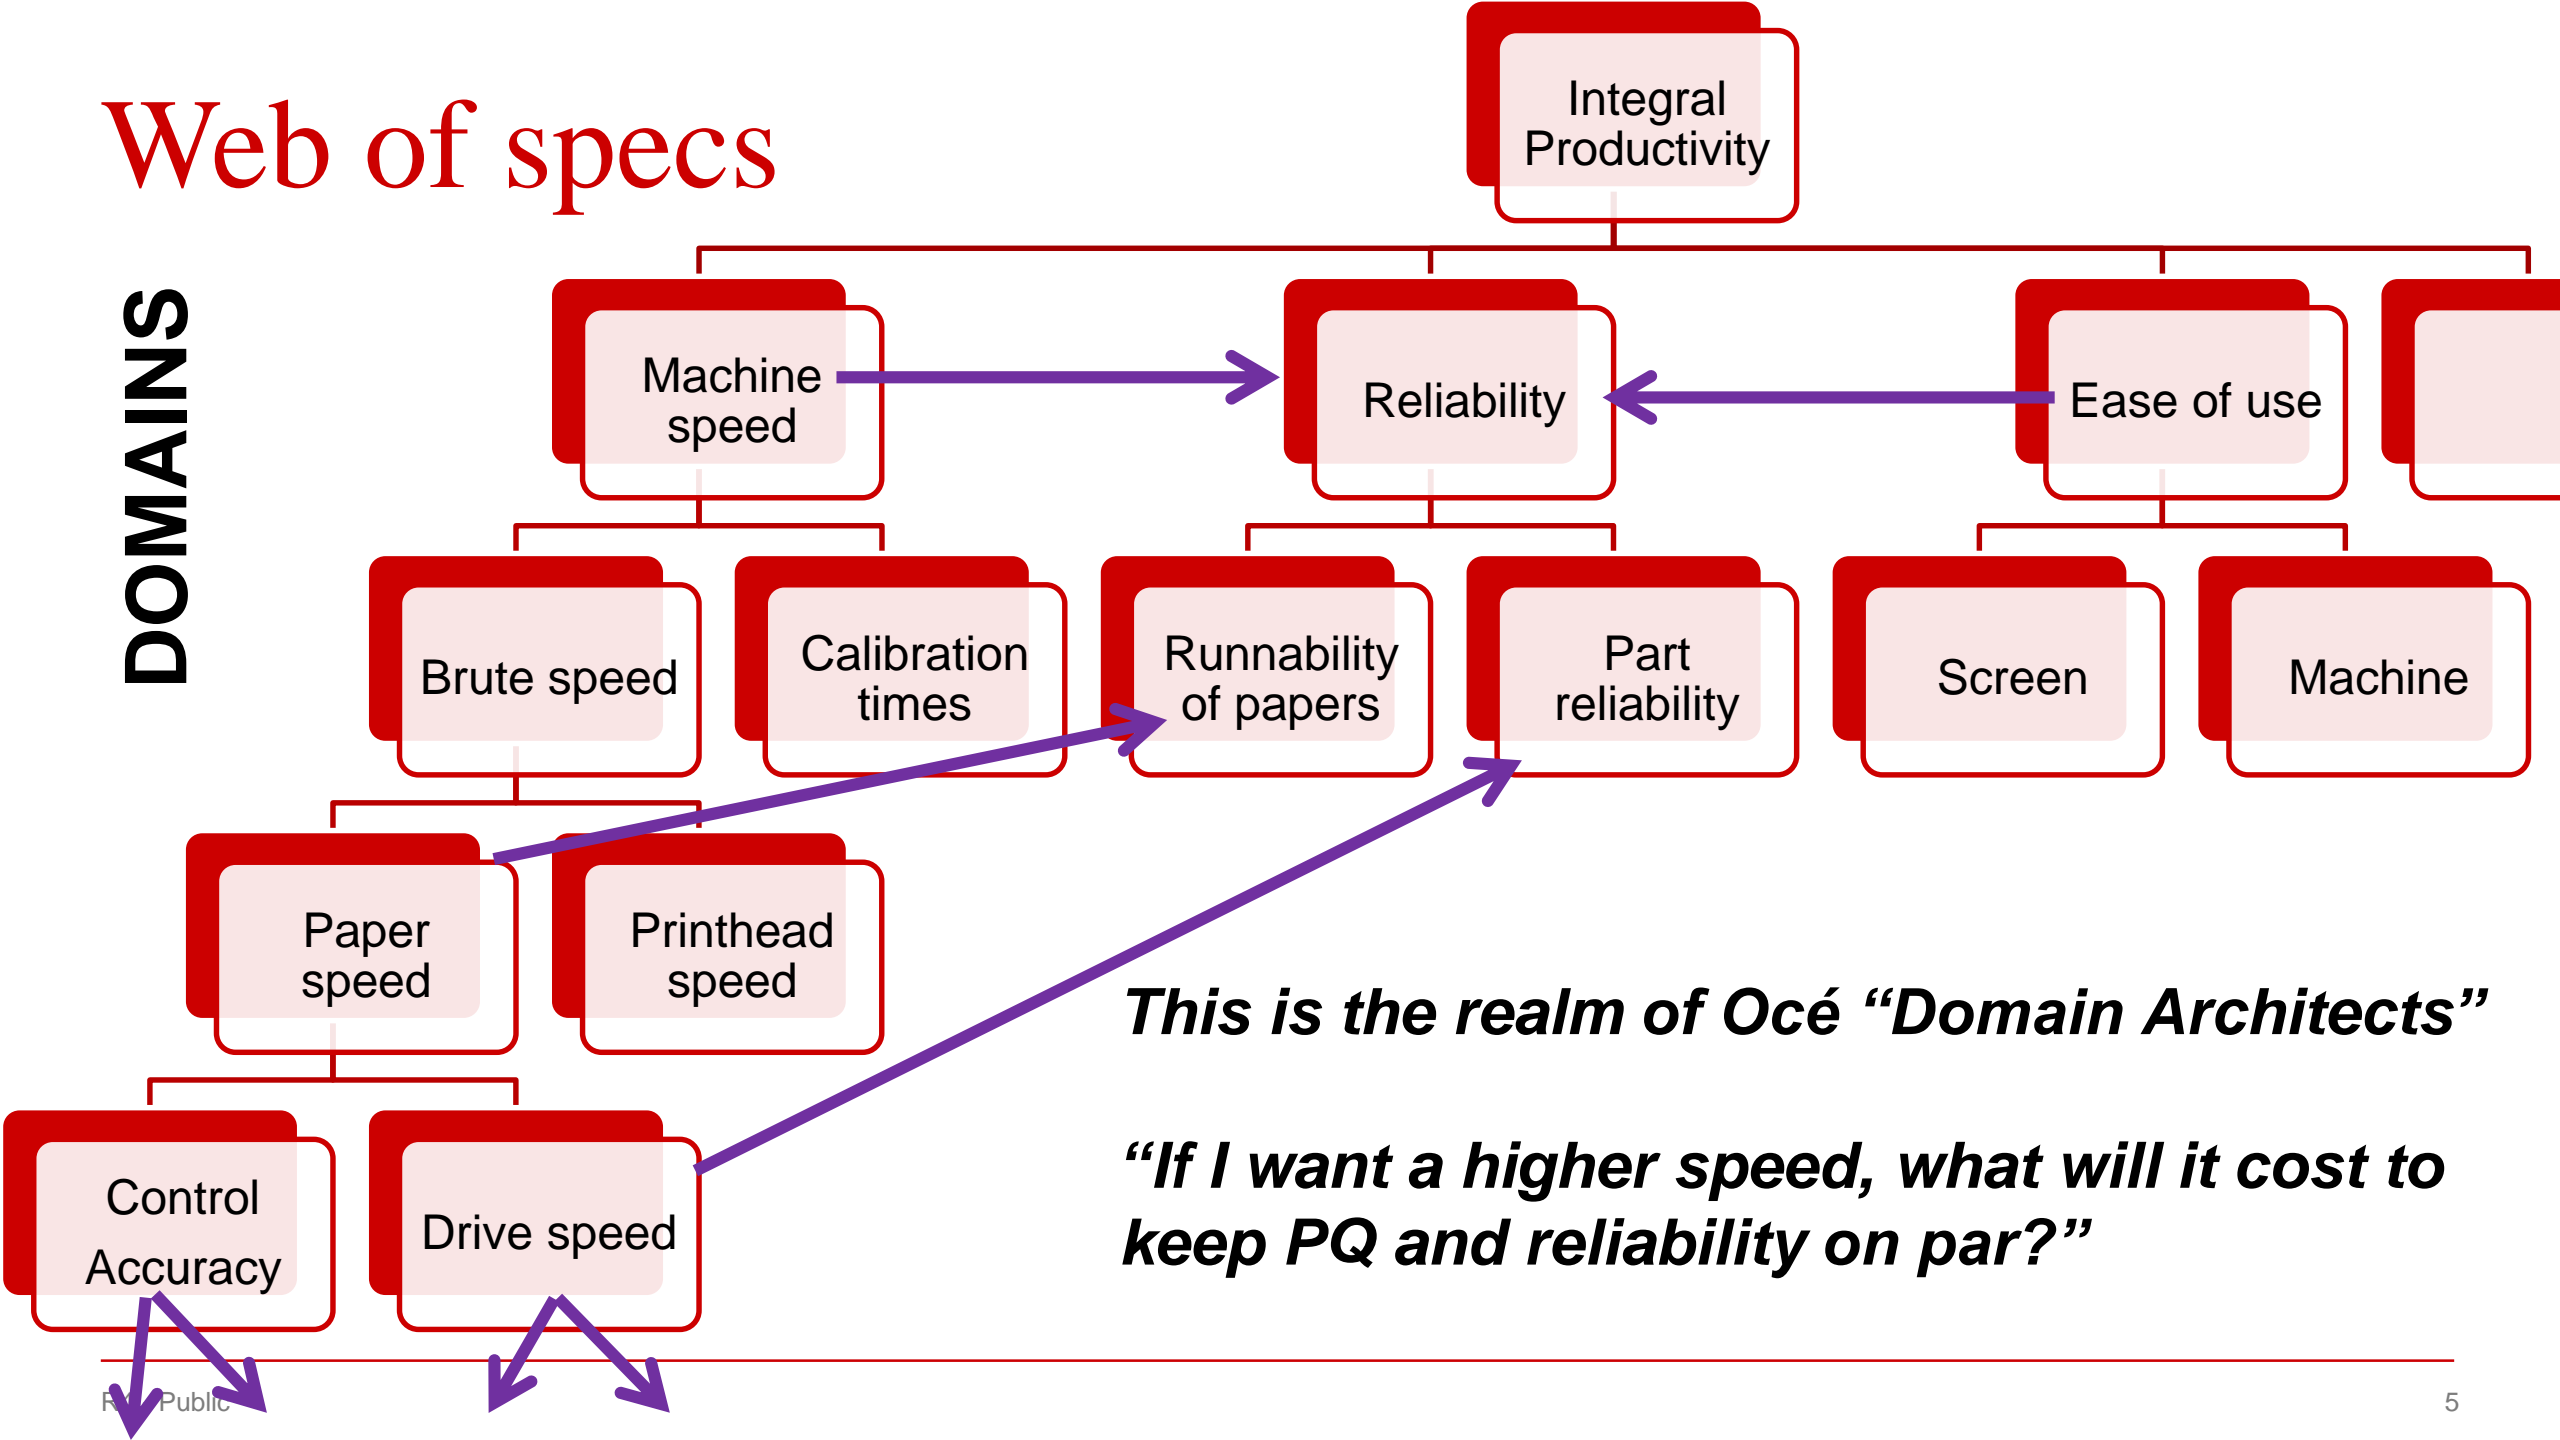 Web of specs
DOMAINS
Integral
Productivity
Machine
speed
Reliability
Ease of use
Brute speed
Calibration
times
Runnability
of papers
Part
reliability
Screen
Machine
Paper
speed
Printhead
speed
Control
Accuracy
Drive speed
This is the realm of Océ “Domain Architects”
“If I want a higher speed, what will it cost to
keep PQ and reliability on par?”
Public
5